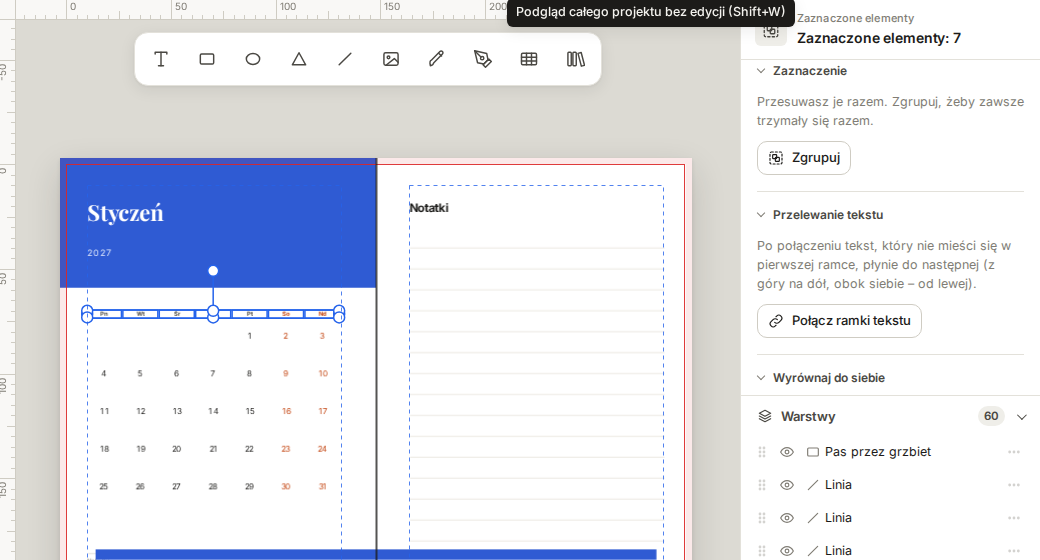 0
50
100
200
Podgląd całego projektu bez edycji (Shift+W)
Zaznaczone elementy
Zaznaczone elementy: 7
Zaznaczenie
Przesuwasz je razem. Zgrupuj, żeby zawsze
trzymały się razem.
Zgrupuj
Przelewanie tekstu
Po połączeniu tekst, który nie mieści się w
pierwszej ramce, płynie do następnej (z
góry na dół, obok siebie – od lewej).
Połącz ramki tekstu
Wyrównaj do siebie
Warstwy 60
Pas przez grzbiet
Linia
Linia
Linia
-50
0
50
100
150
Styczeń
2027
Pn Wt Śr Pt So Nd
1 2 3
4 5 6 7 8 9 10
11 12 13 14 15 16 17
18 19 20 21 22 23 24
25 26 27 28 29 30 31
Notatki